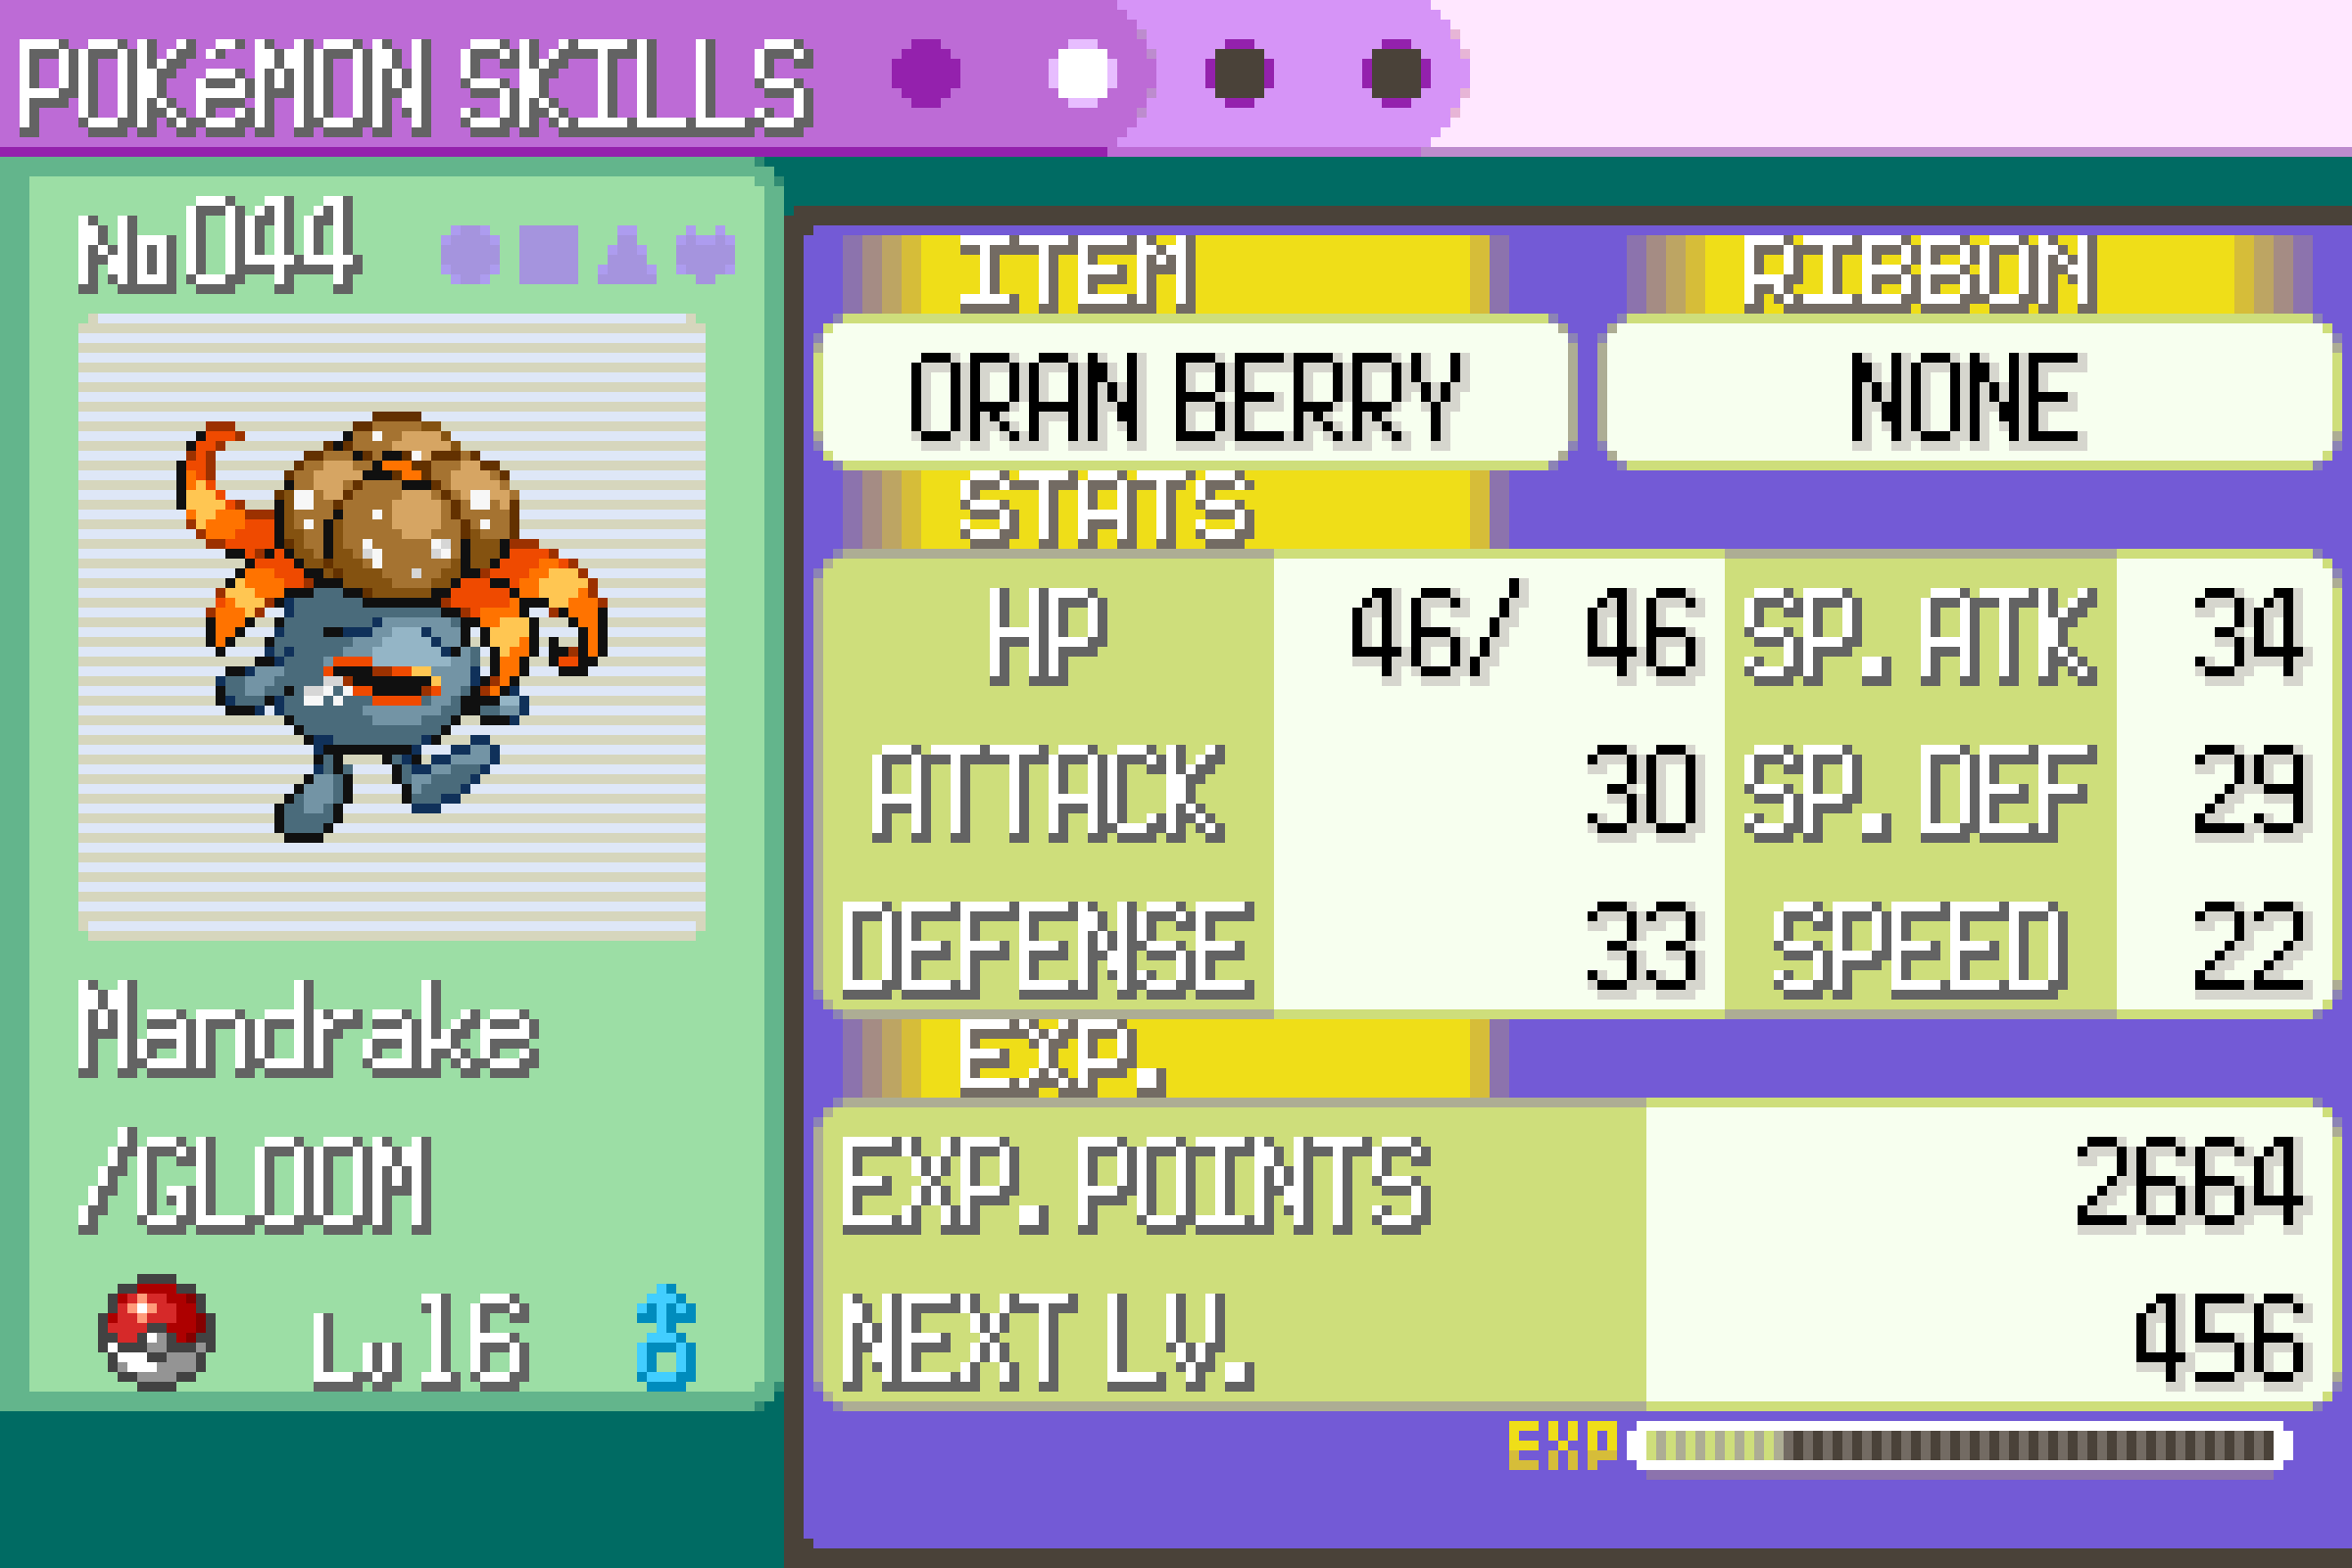 POKéMON SKILLS
No044
ITEM RIBBON
ORAN BERRY NONE
STATS
HP 46/ 46 SP. ATK 34
ATTACK 30 SP. DEF 29
DEFENSE 33 SPEED 22
Mandrake
/GLOOM
Lv16 ♂
EXP.
EXP. POINTS 2664
NEXT LV. 456
EXP